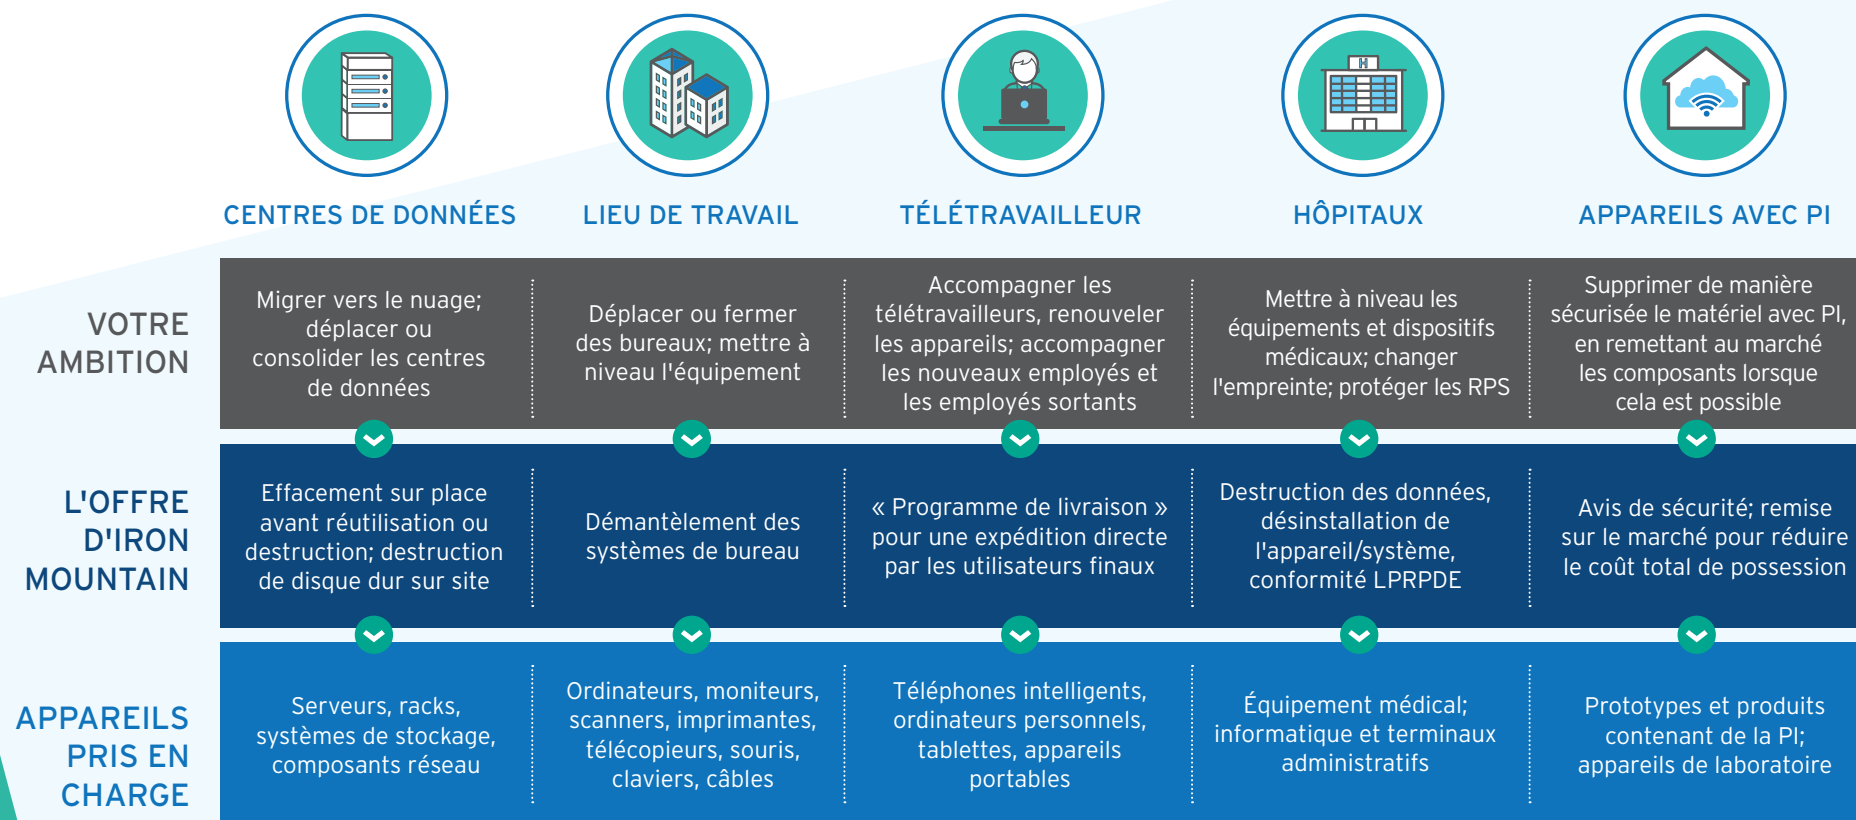 H
CENTRES DE DONNÉES
LIEU DE TRAVAIL
TÉLÉTRAVAILLEUR
HÔPITAUX
APPAREILS AVEC PI
VOTRE
AMBITION
Migrer vers le nuage;
déplacer ou
consolider les centres
de données
Déplacer ou fermer
des bureaux; mettre à
niveau l'équipement
Accompagner les
télétravailleurs, renouveler
les appareils; accompagner
les nouveaux employés et
les employés sortants
Mettre à niveau les
équipements et dispositifs
médicaux; changer
l'empreinte; protéger les RPS
Supprimer de manière
sécurisée le matériel avec PI,
en remettant au marché
les composants lorsque
cela est possible
L'OFFRE
D'IRON
MOUNTAIN
Effacement sur place
avant réutilisation ou
destruction; destruction
de disque dur sur site
Démantèlement des
systèmes de bureau
« Programme de livraison »
pour une expédition directe
par les utilisateurs finaux
Destruction des données,
désinstallation de
l'appareil/système,
conformité LPRPDE
Avis de sécurité; remise
sur le marché pour réduire
le coût total de possession
APPAREILS
PRIS EN
CHARGE
Serveurs, racks,
systèmes de stockage,
composants réseau
Ordinateurs, moniteurs,
scanners, imprimantes,
télécopieurs, souris,
claviers, câbles
Téléphones intelligents,
ordinateurs personnels,
tablettes, appareils
portables
Équipement médical;
informatique et terminaux
administratifs
Prototypes et produits
contenant de la PI;
appareils de laboratoire